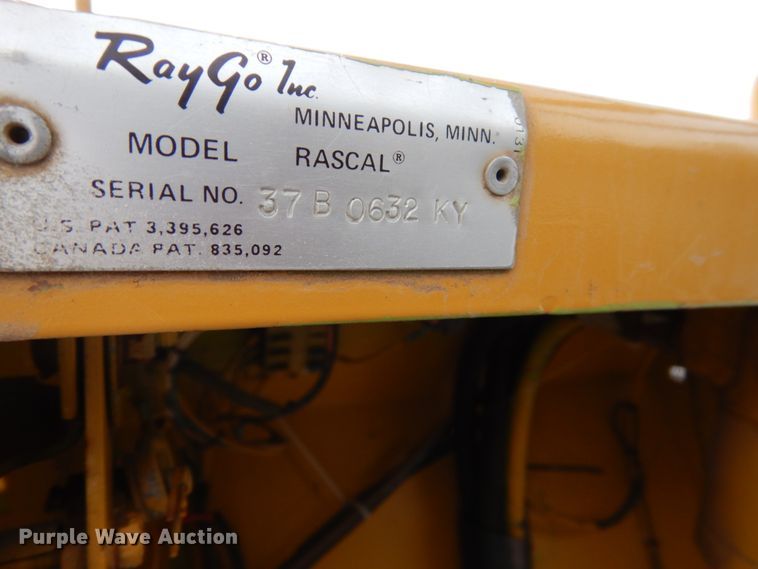 RayGo® Inc.
MINNEAPOLIS, MINN.
MODEL RASCAL®
SERIAL NO. 37 B 0632 KY
U.S. PAT 3,395,626
CANADA PAT. 835,092
Purple Wave Auction